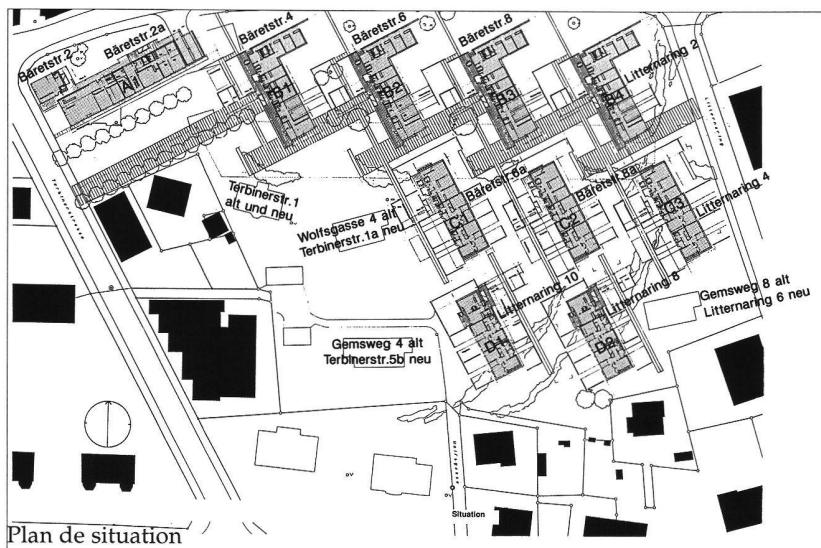 Bäretstr.2
Bäretstr.2a
Bäretstr.4
Bäretstr.6
Bäretstr.8
Litternaring 2
Litternaring
A1
B1
B2
B3
B4
Terbinerstrasse
Terbinerstr.1
alt und neu
Wolfsgasse 4 alt
Terbinerstr.1a neu
Bäretstr.6a
Bäretstr.8a
Litternaring 4
C1
C2
C3
Litternaring 10
Litternaring 8
Gemsweg 8 alt
Litternaring 6 neu
Gemsweg 4 alt
Terbinerstr.5b neu
D1
D2
Situation
Plan de situation